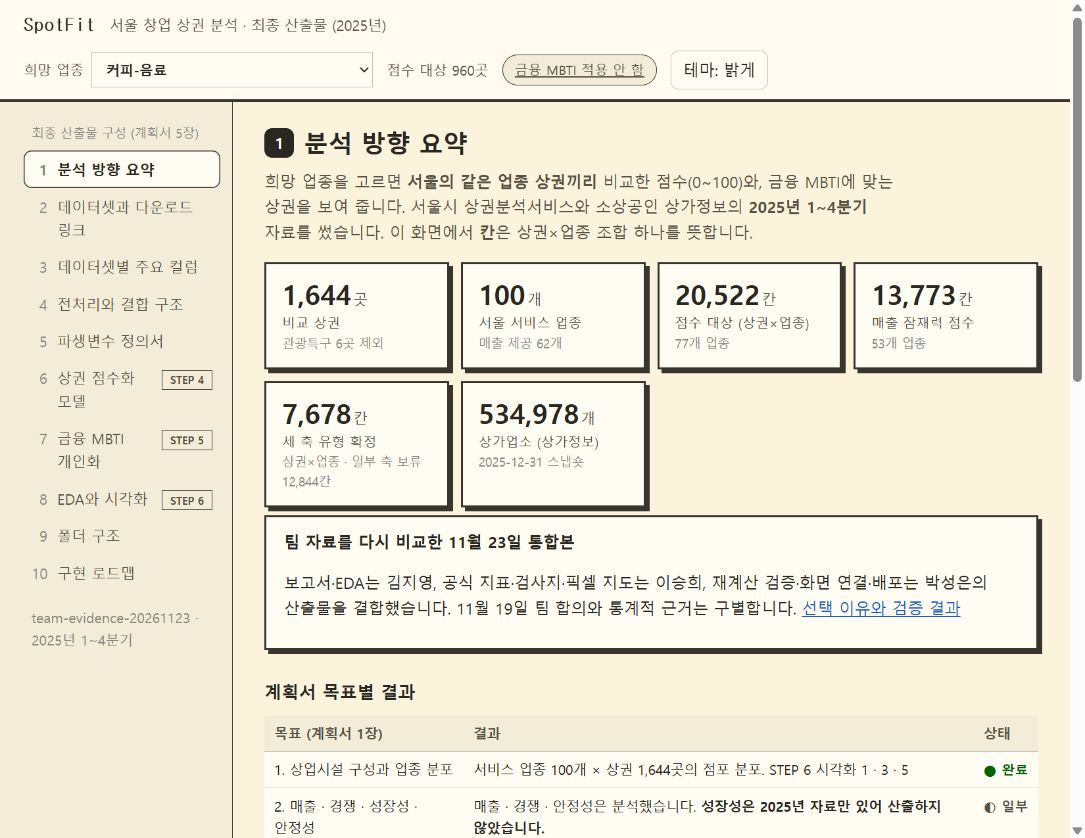 SpotFit 서울 창업 상권 분석 · 최종 산출물 (2025년)
희망 업종 커피-음료 점수 대상 960곳 금융 MBTI 적용 안 함 테마: 밝게
최종 산출물 구성 (계획서 5장)
1 분석 방향 요약
2 데이터셋과 다운로드
링크
3 데이터셋별 주요 컬럼
4 전처리와 결합 구조
5 파생변수 정의서
6 상권 점수화 STEP 4
모델
7 금융 MBTI STEP 5
개인화
8 EDA와 시각화 STEP 6
9 폴더 구조
10 구현 로드맵
team-evidence-20261123 ·
2025년 1~4분기
1 분석 방향 요약
희망 업종을 고르면 서울의 같은 업종 상권끼리 비교한 점수(0~100)와, 금융 MBTI에 맞는
상권을 보여 줍니다. 서울시 상권분석서비스와 소상공인 상가정보의 2025년 1~4분기
자료를 썼습니다. 이 화면에서 칸은 상권×업종 조합 하나를 뜻합니다.
1,644곳
비교 상권
관광특구 6곳 제외
100개
서울 서비스 업종
매출 제공 62개
20,522칸
점수 대상 (상권×업종)
77개 업종
13,773칸
매출 잠재력 점수
53개 업종
7,678칸
세 축 유형 확정
상권×업종 · 일부 축 보류
12,844칸
534,978개
상가업소 (상가정보)
2025-12-31 스냅숏
팀 자료를 다시 비교한 11월 23일 통합본
보고서·EDA는 김지영, 공식 지표·검사지·픽셀 지도는 이승희, 재계산 검증·화면 연결·배포는 박성은의
산출물을 결합했습니다. 11월 19일 팀 합의와 통계적 근거는 구별합니다. 선택 이유와 검증 결과
계획서 목표별 결과
목표 (계획서 1장) 결과 상태
1. 상업시설 구성과 업종 분포 서비스 업종 100개 × 상권 1,644곳의 점포 분포. STEP 6 시각화 1 · 3 · 5 ● 완료
2. 매출 · 경쟁 · 성장성 · 매출 · 경쟁 · 안정성은 분석했습니다. 성장성은 2025년 자료만 있어 산출하지 ◐ 일부
안정성 않았습니다.